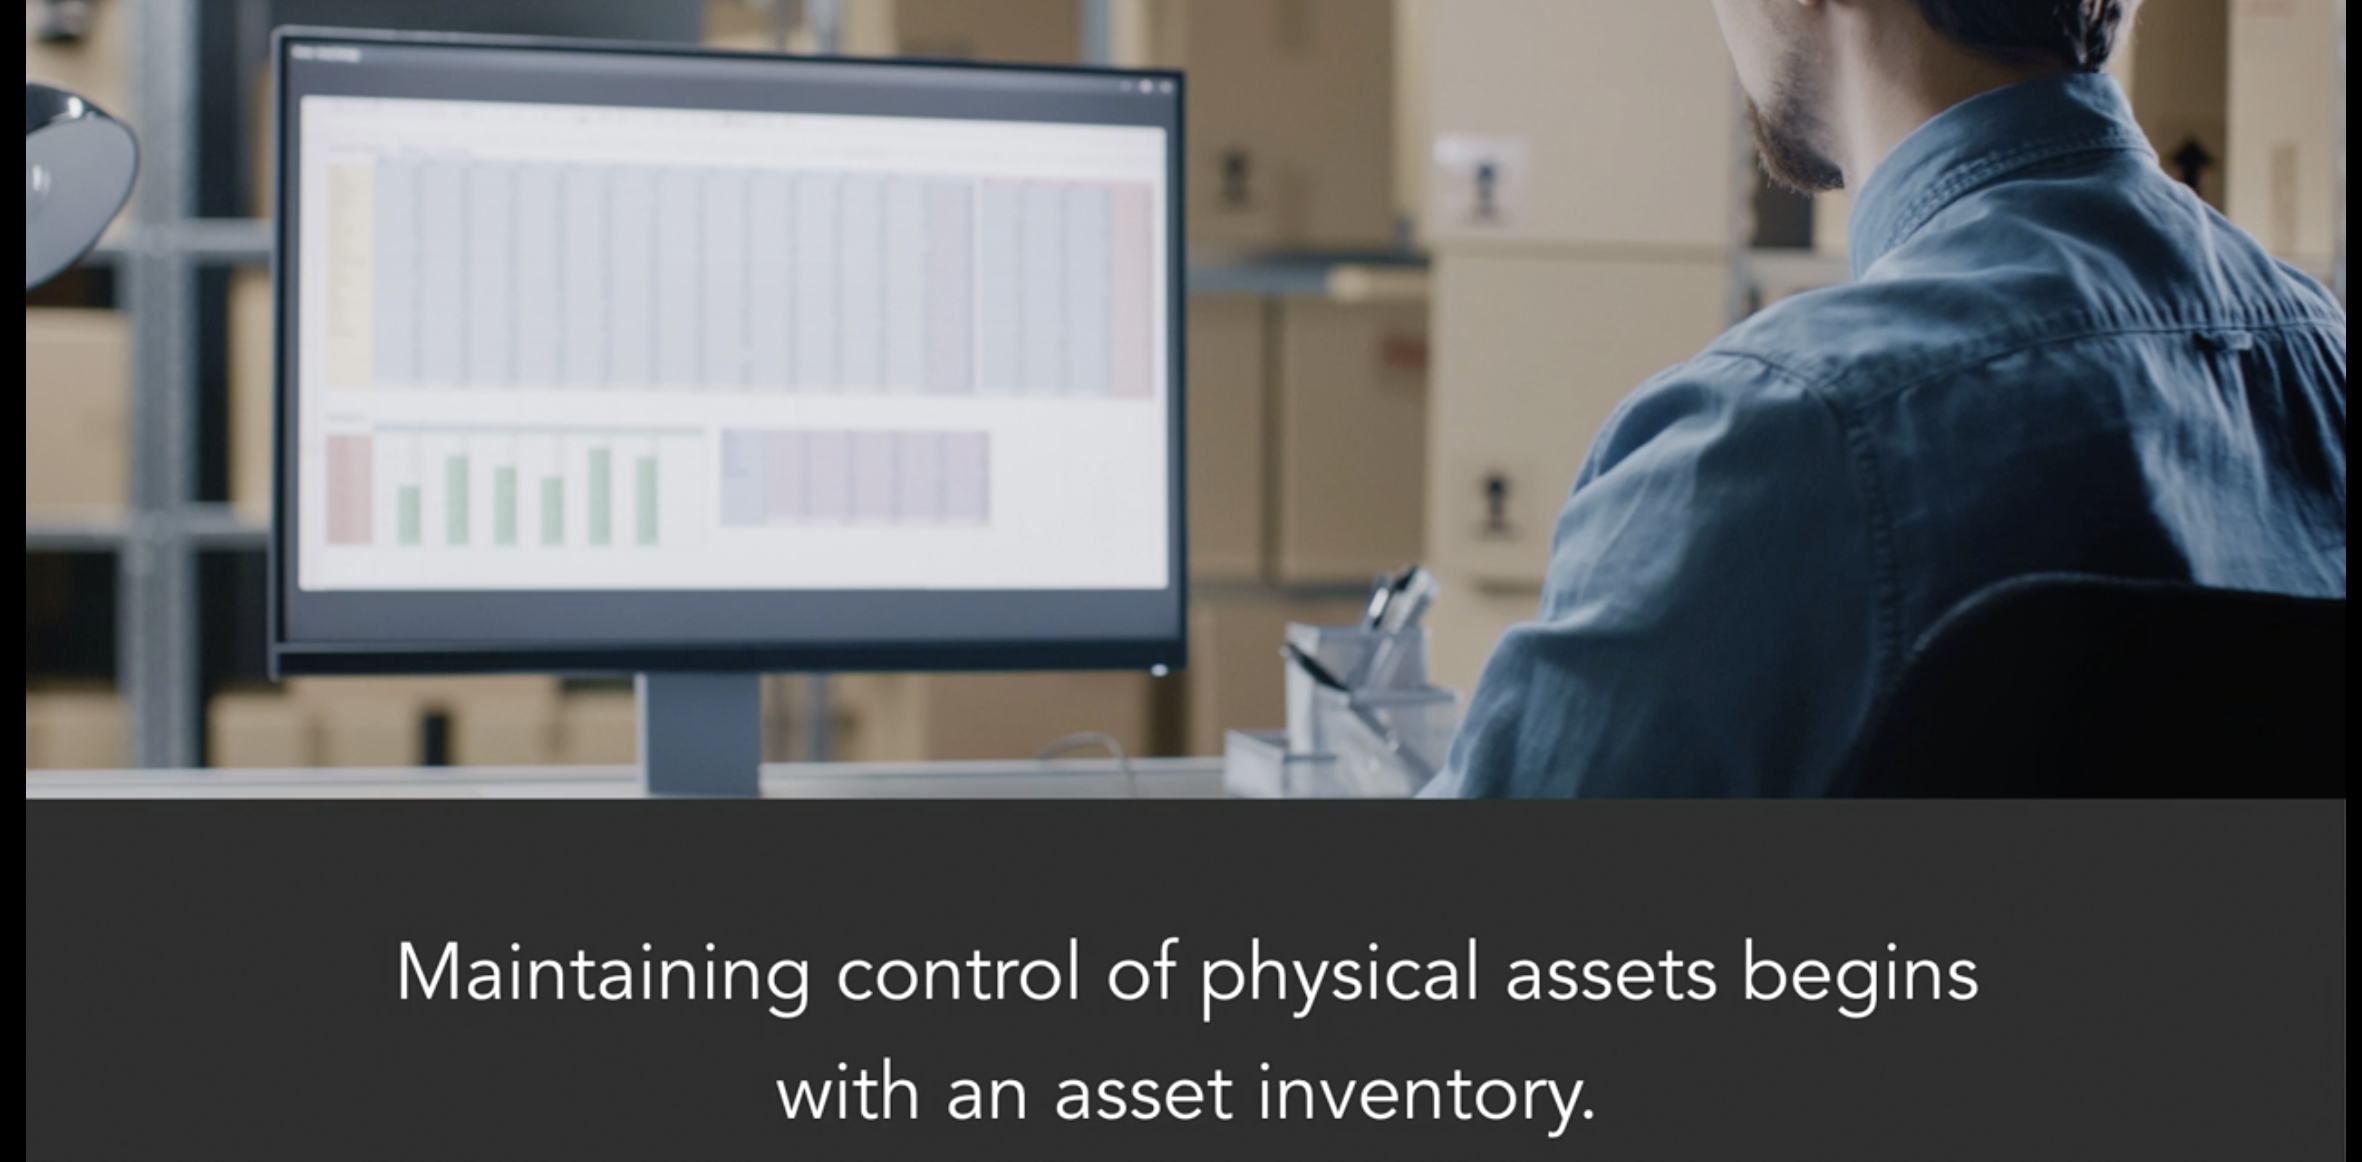 Maintaining control of physical assets begins
with an asset inventory.